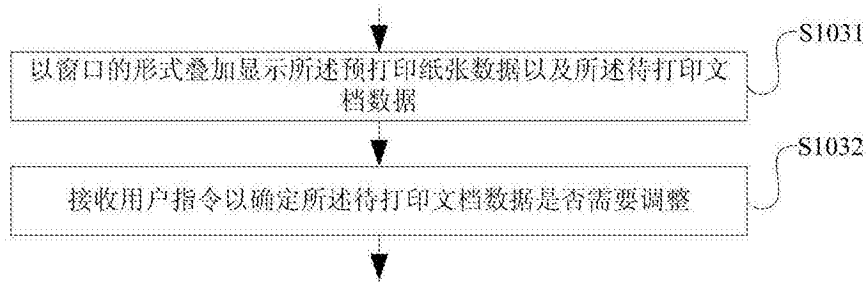 S1031
以窗口的形式叠加显示所述预打印纸张数据以及所述待打印文
档数据
S1032
接收用户指令以确定所述待打印文档数据是否需要调整